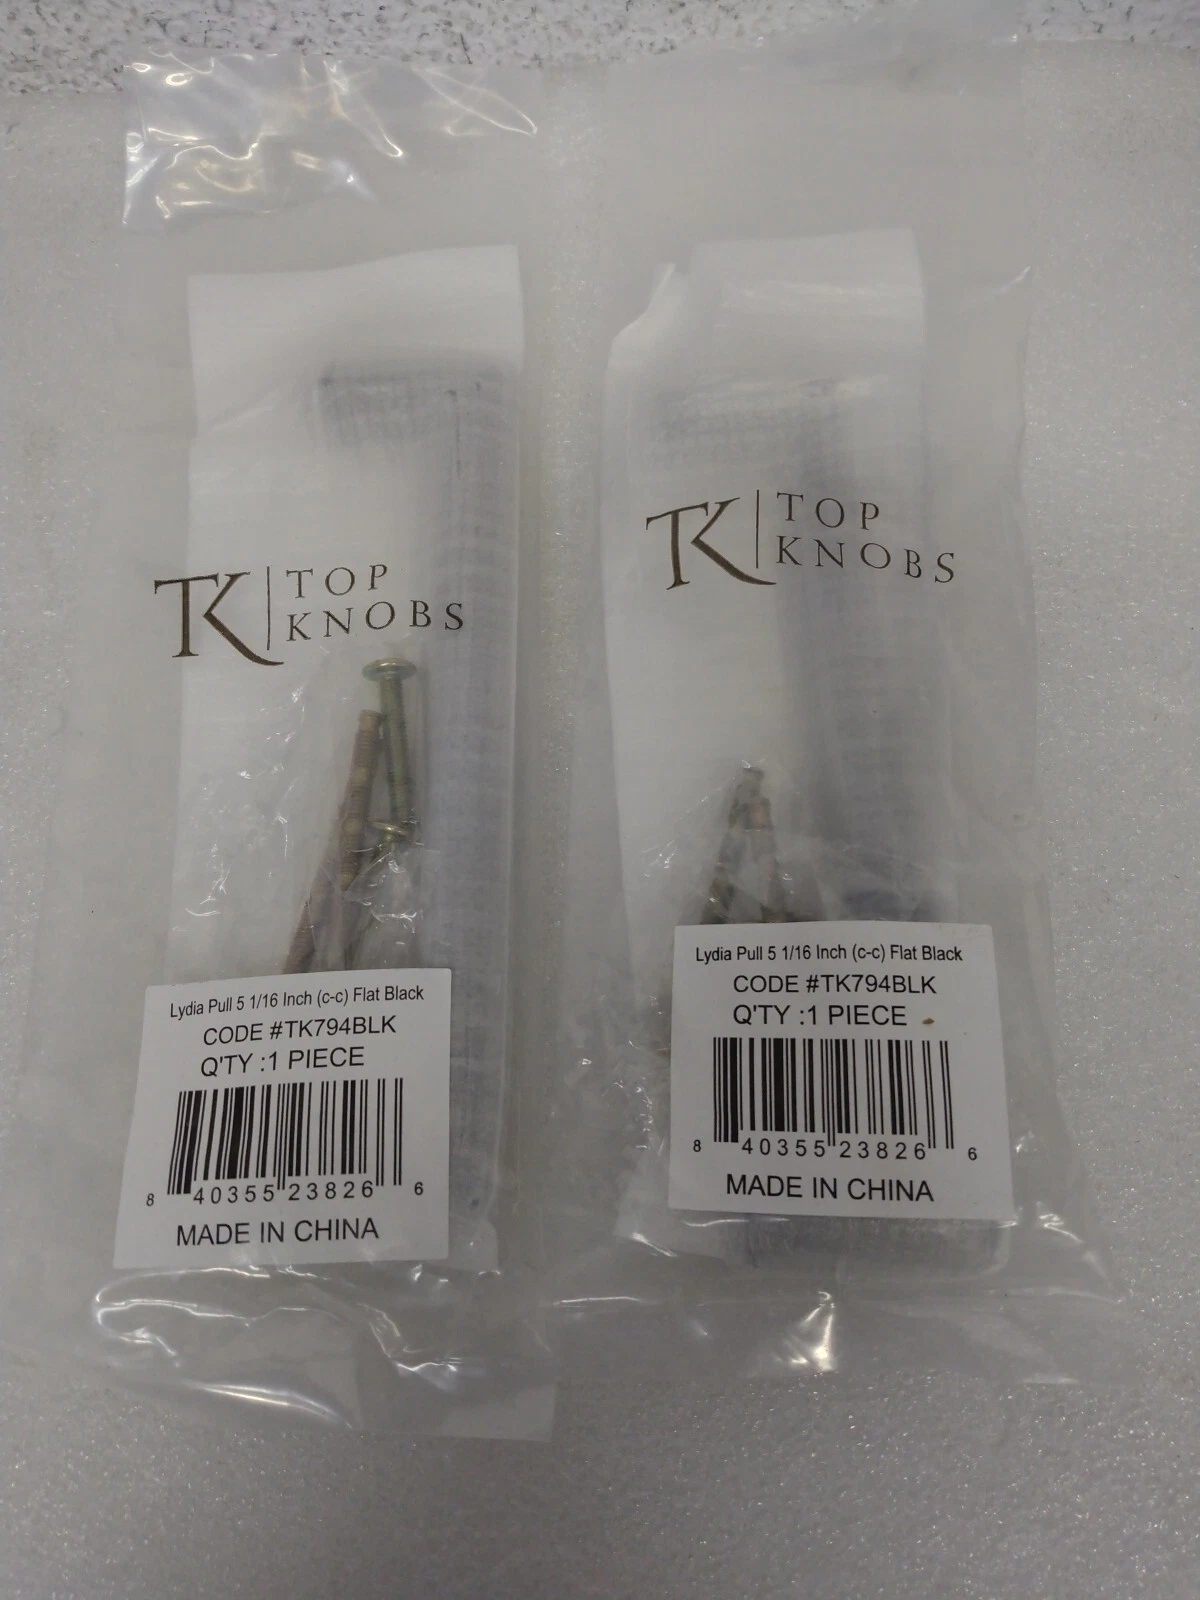 TK TOP
KNOBS
Lydia Pull 5 1/16 Inch (c-c) Flat Black
CODE #TK794BLK
Q'TY :1 PIECE
8 40355 23826 6
MADE IN CHINA
TK TOP
KNOBS
Lydia Pull 5 1/16 Inch (c-c) Flat Black
CODE #TK794BLK
Q'TY :1 PIECE
8 40355 23826 6
MADE IN CHINA